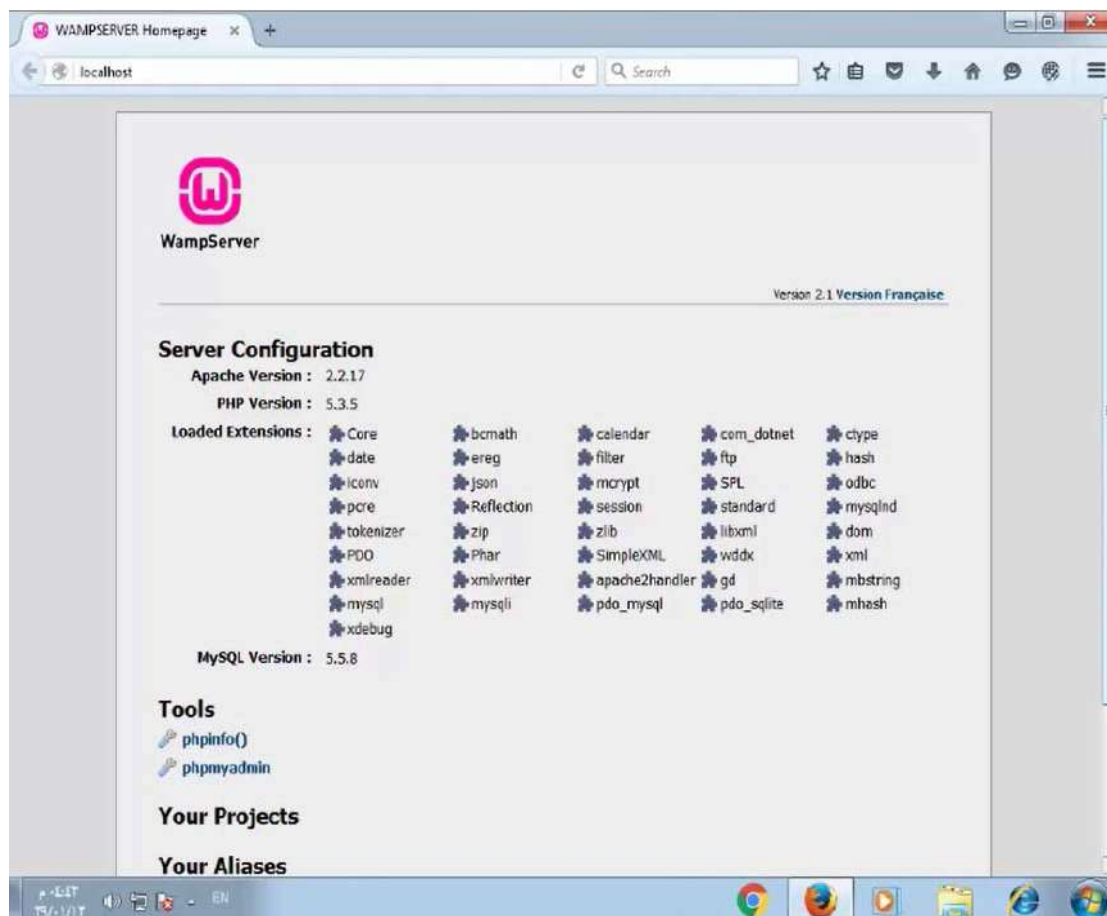 WAMPSERVER Homepage
localhost
Search
WampServer
Version 2.1 Version Française
Server Configuration
Apache Version : 2.2.17
PHP Version : 5.3.5
Loaded Extensions : Core bcmath calendar com_dotnet ctype
date ereg filter ftp hash
iconv json mcrypt SPL odbc
pcre Reflection session standard mysqlnd
tokenizer zip zlib libxml dom
PDO Phar SimpleXML wddx xml
xmlreader xmlwriter apache2handler gd mbstring
mysql mysqli pdo_mysql pdo_sqlite mhash
xdebug
MySQL Version : 5.5.8
Tools
phpinfo()
phpmyadmin
Your Projects
Your Aliases
EN